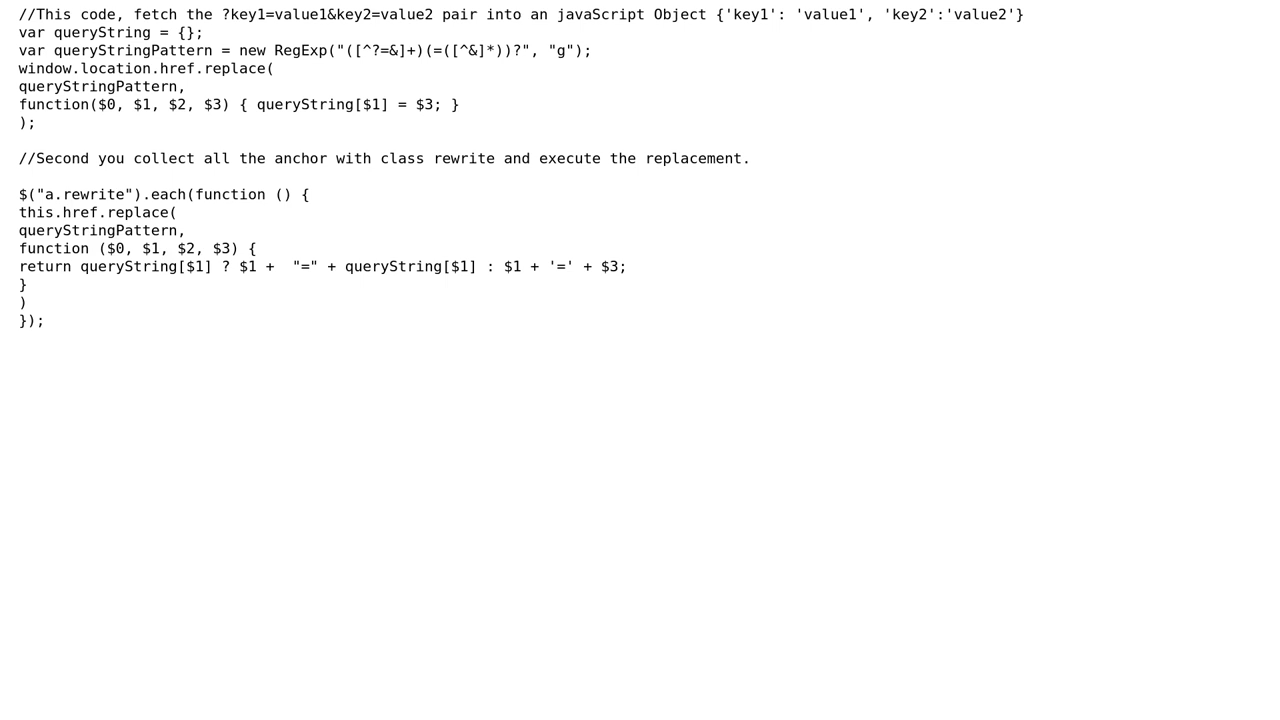 //This code, fetch the ?key1=value1&key2=value2 pair into an javaScript Object {'key1': 'value1', 'key2':'value2'}
var queryString = {};
var queryStringPattern = new RegExp("([^?=&]+)(=([^&]*))?", "g");
window.location.href.replace(
queryStringPattern,
function($0, $1, $2, $3) { queryString[$1] = $3; }
);

//Second you collect all the anchor with class rewrite and execute the replacement.

$("a.rewrite").each(function () {
this.href.replace(
queryStringPattern,
function ($0, $1, $2, $3) {
return queryString[$1] ? $1 +  "=" + queryString[$1] : $1 + '=' + $3;
}
)
});